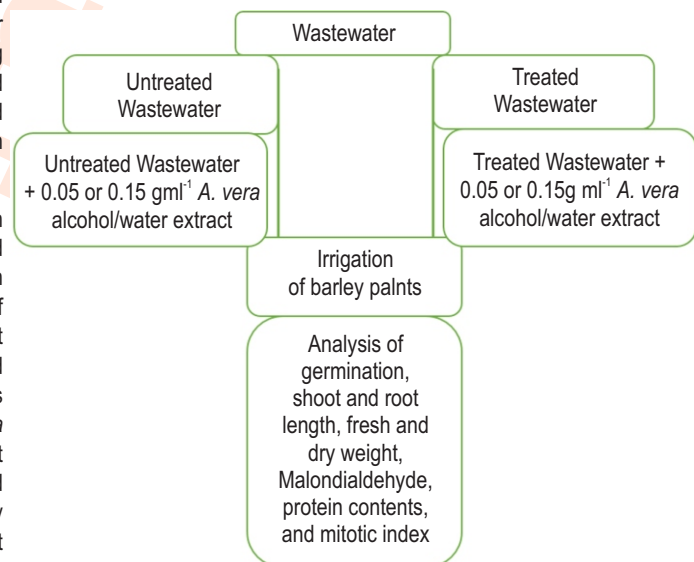 Wastewater
Untreated
Wastewater
Treated
Wastewater
Untreated Wastewater
+ 0.05 or 0.15 gml⁻¹ A. vera
alcohol/water extract
Treated Wastewater +
0.05 or 0.15g ml⁻¹ A. vera
alcohol/water extract
Irrigation
of barley palnts
Analysis of
germination,
shoot and root
length, fresh and
dry weight,
Malondialdehyde,
protein contents,
and mitotic index